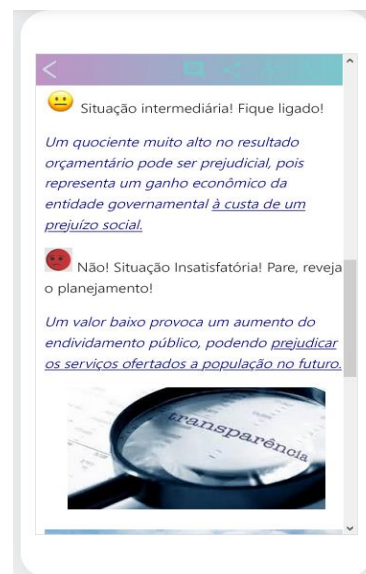 Situação intermediária! Fique ligado!
Um quociente muito alto no resultado
orçamentário pode ser prejudicial, pois
representa um ganho econômico da
entidade governamental à custa de um
prejuízo social.
Não! Situação Insatisfatória! Pare, reveja
o planejamento!
Um valor baixo provoca um aumento do
endividamento público, podendo prejudicar
os serviços ofertados a população no futuro.
transparência